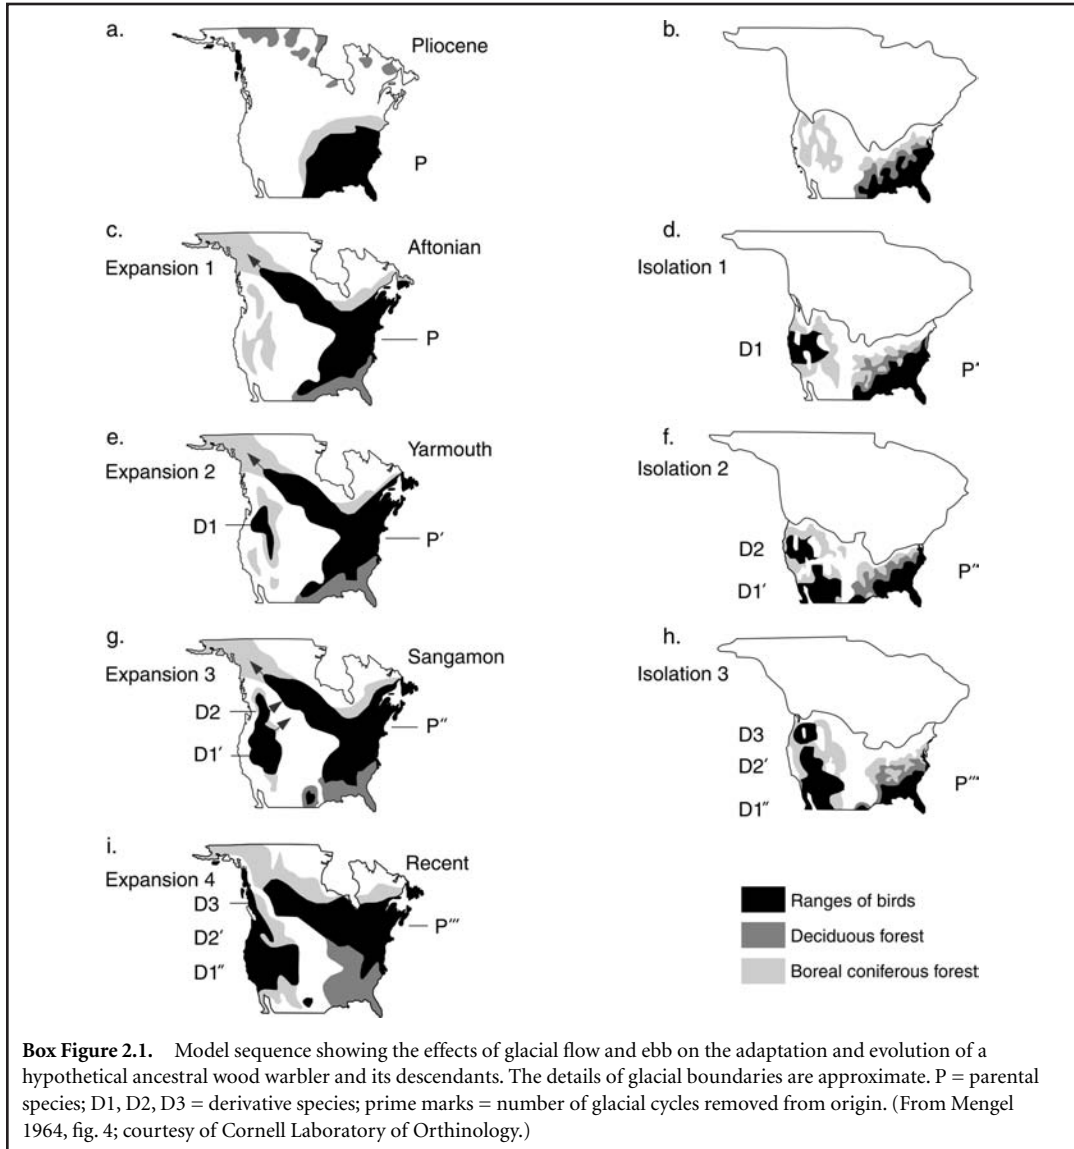 a.
Pliocene
P
b.
c.
Aftonian
Expansion 1
P
d.
Isolation 1
D1
P'
e.
Yarmouth
Expansion 2
D1
P'
f.
Isolation 2
D2
P''
D1'
g.
Sangamon
Expansion 3
D2
P''
D1'
h.
Isolation 3
D3
D2'
P'''
D1''
i.
Recent
Expansion 4
D3
P'''
D2'
D1''
Ranges of birds
Deciduous forest
Boreal coniferous forest
Box Figure 2.1. Model sequence showing the effects of glacial flow and ebb on the adaptation and evolution of a
hypothetical ancestral wood warbler and its descendants. The details of glacial boundaries are approximate. P = parental
species; D1, D2, D3 = derivative species; prime marks = number of glacial cycles removed from origin. (From Mengel
1964, fig. 4; courtesy of Cornell Laboratory of Orthinology.)